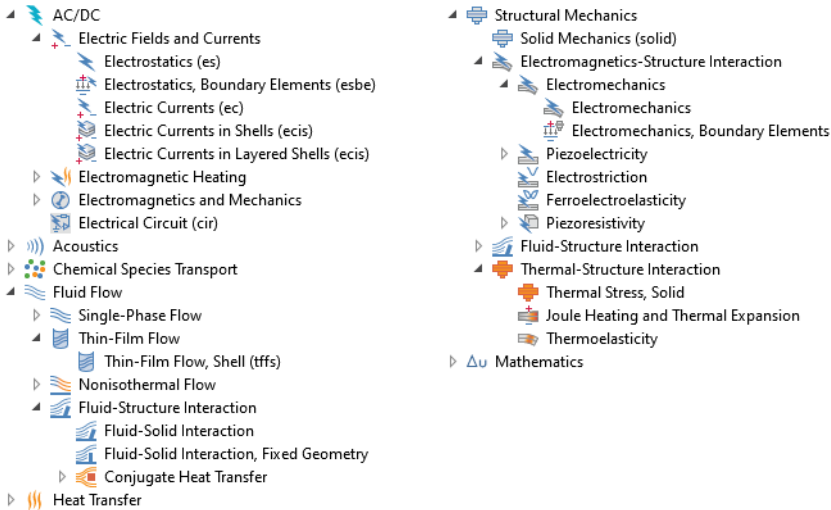 AC/DC
Electric Fields and Currents
Electrostatics (es)
Electrostatics, Boundary Elements (esbe)
Electric Currents (ec)
Electric Currents in Shells (ecis)
Electric Currents in Layered Shells (ecis)
Electromagnetic Heating
Electromagnetics and Mechanics
Electrical Circuit (cir)
Acoustics
Chemical Species Transport
Fluid Flow
Single-Phase Flow
Thin-Film Flow
Thin-Film Flow, Shell (tffs)
Nonisothermal Flow
Fluid-Structure Interaction
Fluid-Solid Interaction
Fluid-Solid Interaction, Fixed Geometry
Conjugate Heat Transfer
Heat Transfer
Structural Mechanics
Solid Mechanics (solid)
Electromagnetics-Structure Interaction
Electromechanics
Electromechanics
Electromechanics, Boundary Elements
Piezoelectricity
Electrostriction
Ferroelectroelasticity
Piezoresistivity
Fluid-Structure Interaction
Thermal-Structure Interaction
Thermal Stress, Solid
Joule Heating and Thermal Expansion
Thermoelasticity
Δu Mathematics